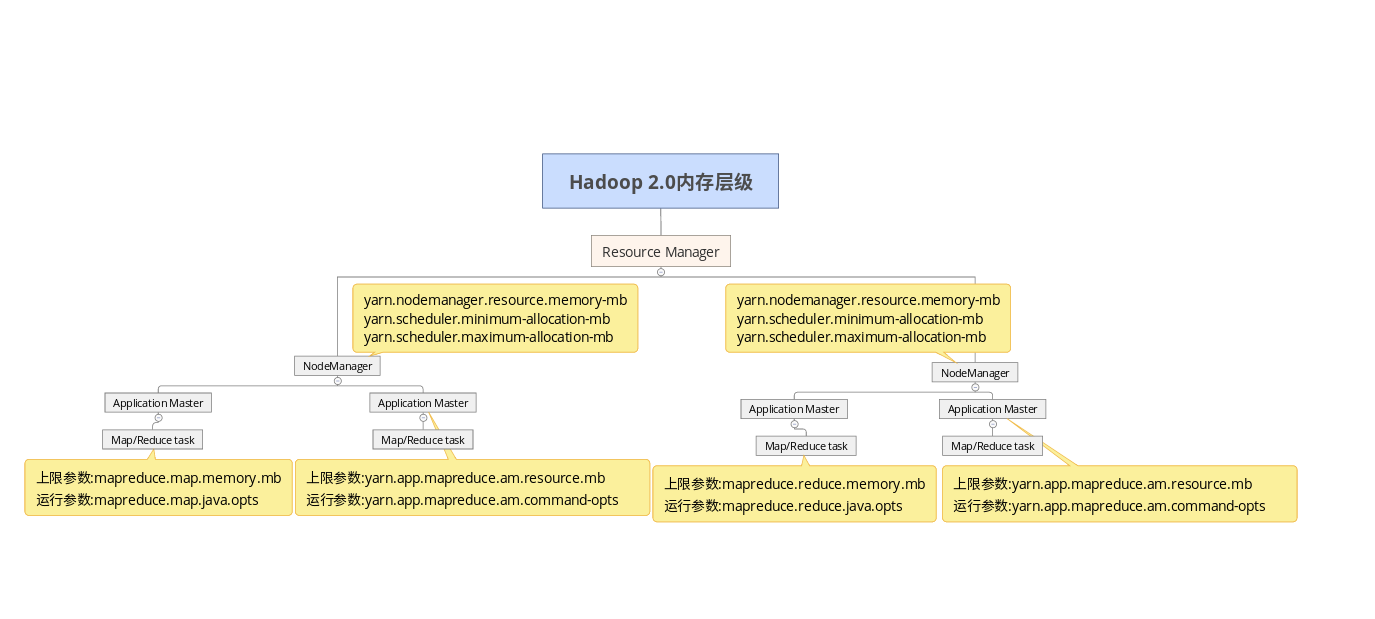 Hadoop 2.0内存层级
Resource Manager
yarn.nodemanager.resource.memory-mb
yarn.scheduler.minimum-allocation-mb
yarn.scheduler.maximum-allocation-mb
yarn.nodemanager.resource.memory-mb
yarn.scheduler.minimum-allocation-mb
yarn.scheduler.maximum-allocation-mb
NodeManager
NodeManager
Application Master
Application Master
Application Master
Application Master
Map/Reduce task
Map/Reduce task
Map/Reduce task
Map/Reduce task
上限参数:mapreduce.map.memory.mb
运行参数:mapreduce.map.java.opts
上限参数:yarn.app.mapreduce.am.resource.mb
运行参数:yarn.app.mapreduce.am.command-opts
上限参数:mapreduce.reduce.memory.mb
运行参数:mapreduce.reduce.java.opts
上限参数:yarn.app.mapreduce.am.resource.mb
运行参数:yarn.app.mapreduce.am.command-opts